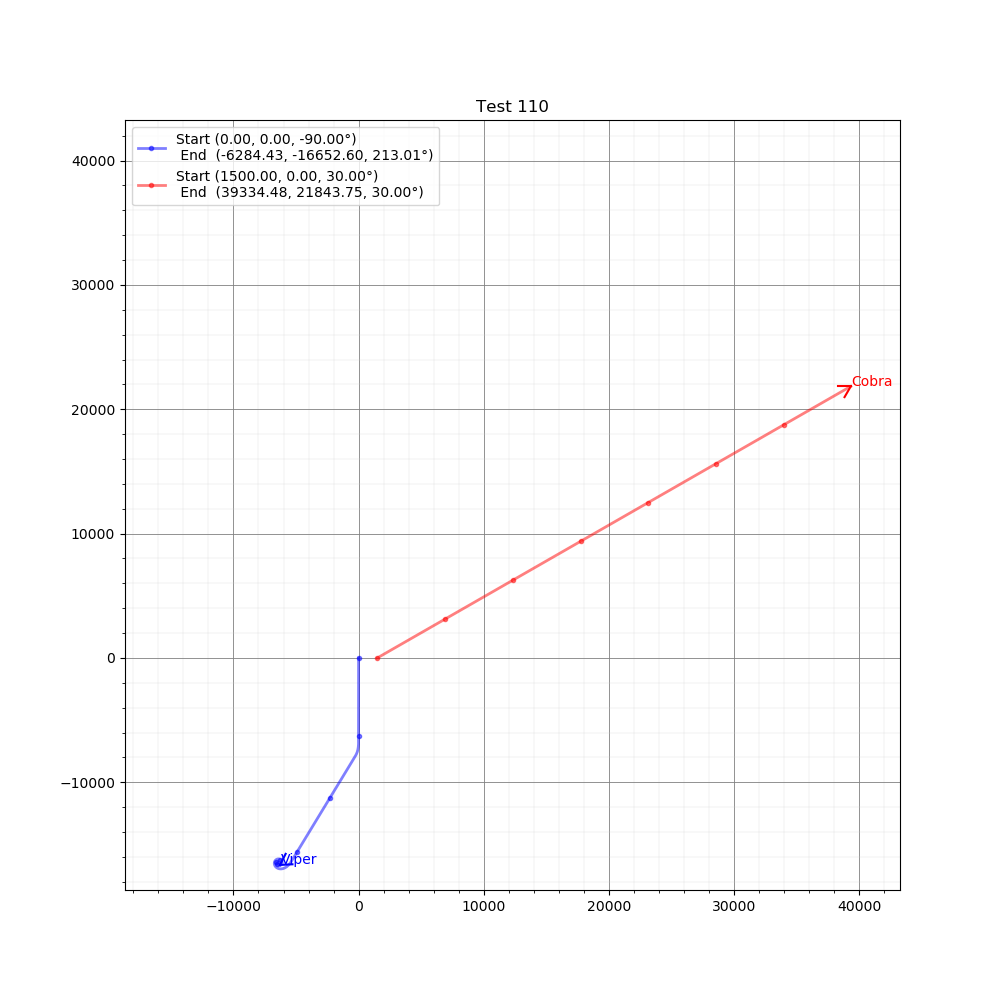 Test 110
Start (0.00, 0.00, -90.00°)
End (-6284.43, -16652.60, 213.01°)
Start (1500.00, 0.00, 30.00°)
End (39334.48, 21843.75, 30.00°)
40000
30000
20000
10000
0
−10000
Cobra
Viper
−10000
0
10000
20000
30000
40000